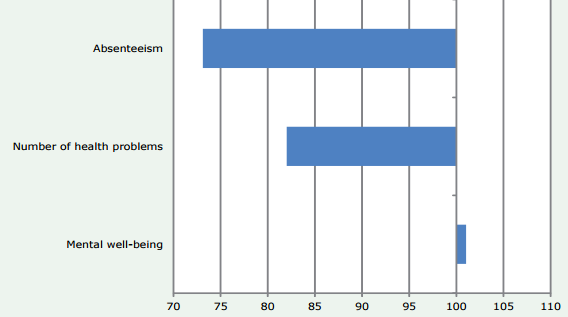 Absenteeism
Number of health problems
Mental well-being
70 75 80 85 90 95 100 105 110